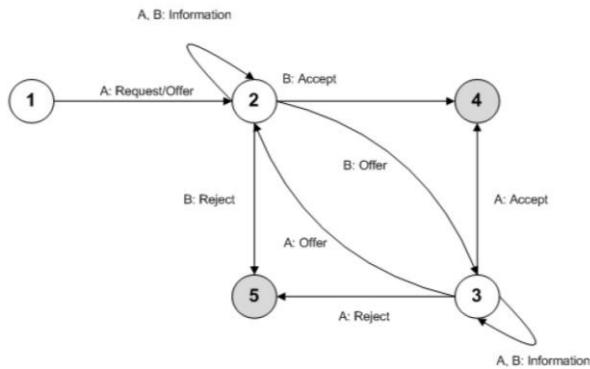 A, B: Information
B: Accept
1
A: Request/Offer
2
4
B: Offer
B: Reject
A: Accept
A: Offer
5
3
A: Reject
A, B: Information